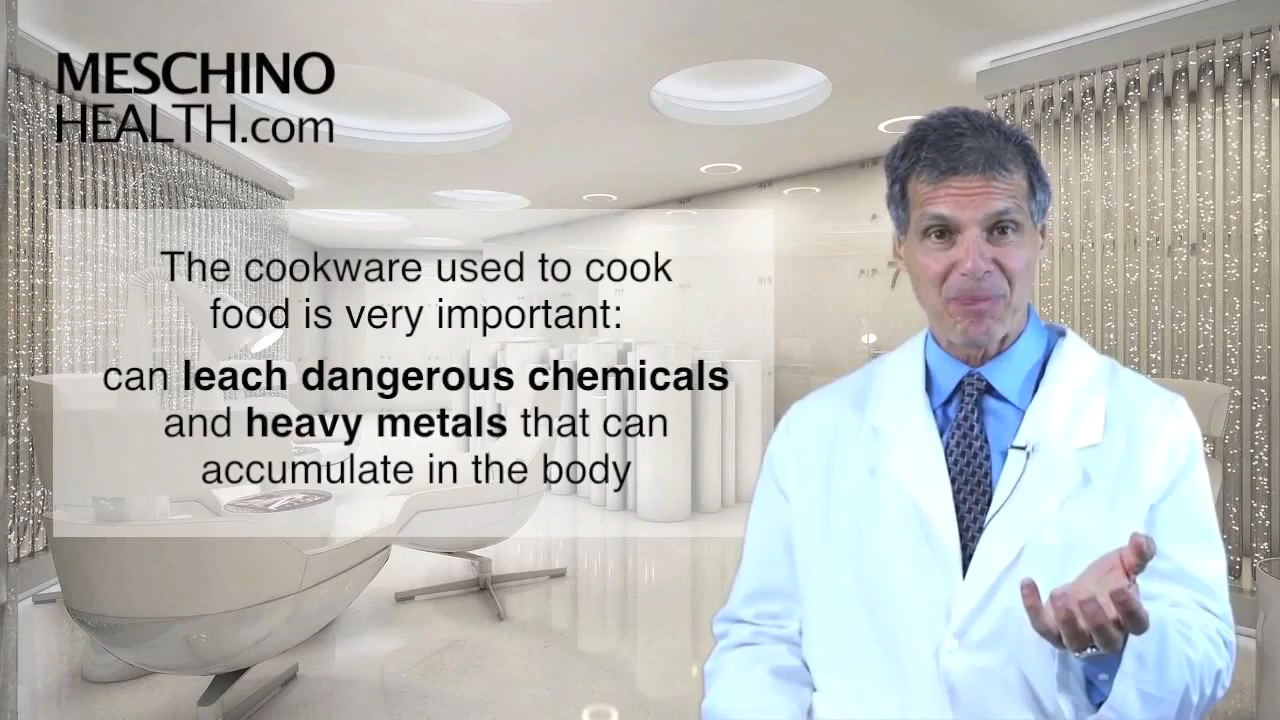 MESCHINO
HEALTH.com
The cookware used to cook
food is very important:
can leach dangerous chemicals
and heavy metals that can
accumulate in the body